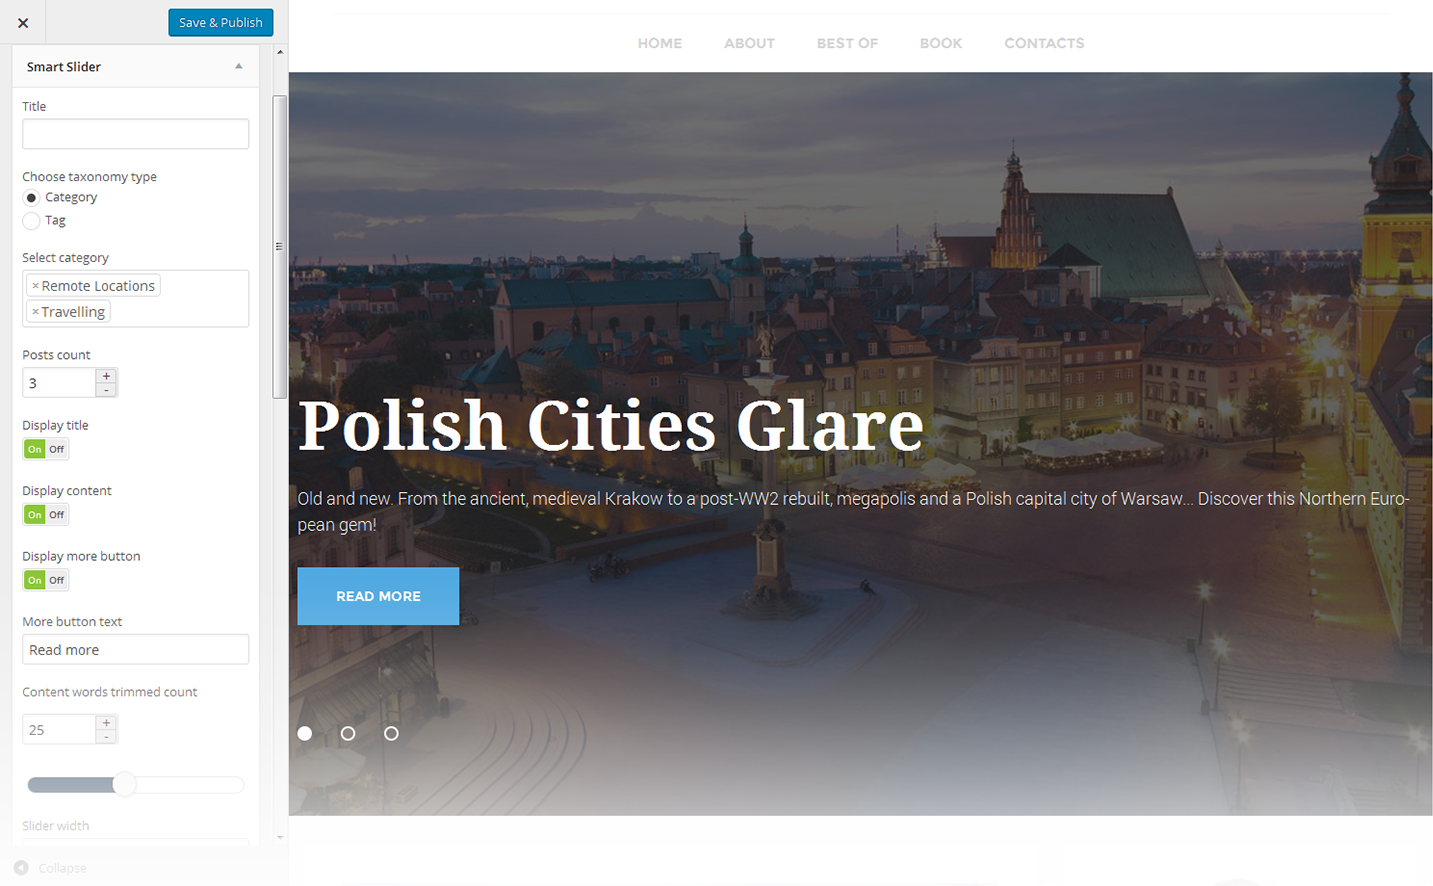 Save & Publish
Smart Slider
Title
Choose taxonomy type
Category
Tag
Select category
×Remote Locations
×Travelling
Posts count
3
+
-
Display title
On Off
Display content
On Off
Display more button
On Off
More button text
Read more
Content words trimmed count
25
+
-
Slider width
Collapse
HOME ABOUT BEST OF BOOK CONTACTS
Polish Cities Glare
Old and new. From the ancient, medieval Krakow to a post-WW2 rebuilt, megapolis and a Polish capital city of Warsaw... Discover this Northern Euro-
pean gem!
READ MORE